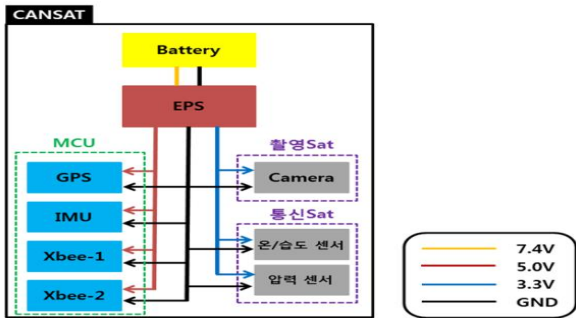 CANSAT
Battery
EPS
MCU
GPS
IMU
Xbee-1
Xbee-2
촬영Sat
Camera
통신Sat
온/습도 센서
압력 센서
7.4V
5.0V
3.3V
GND